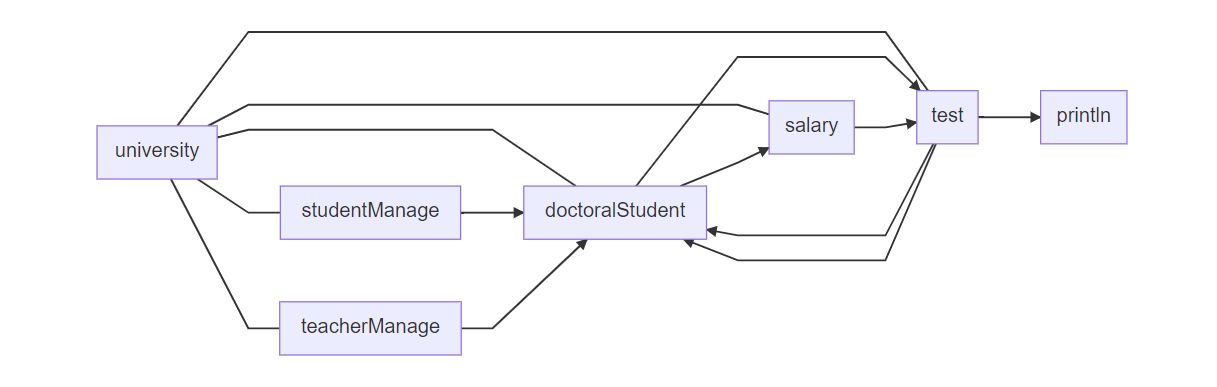 university
studentManage
teacherManage
doctoralStudent
salary
test
println